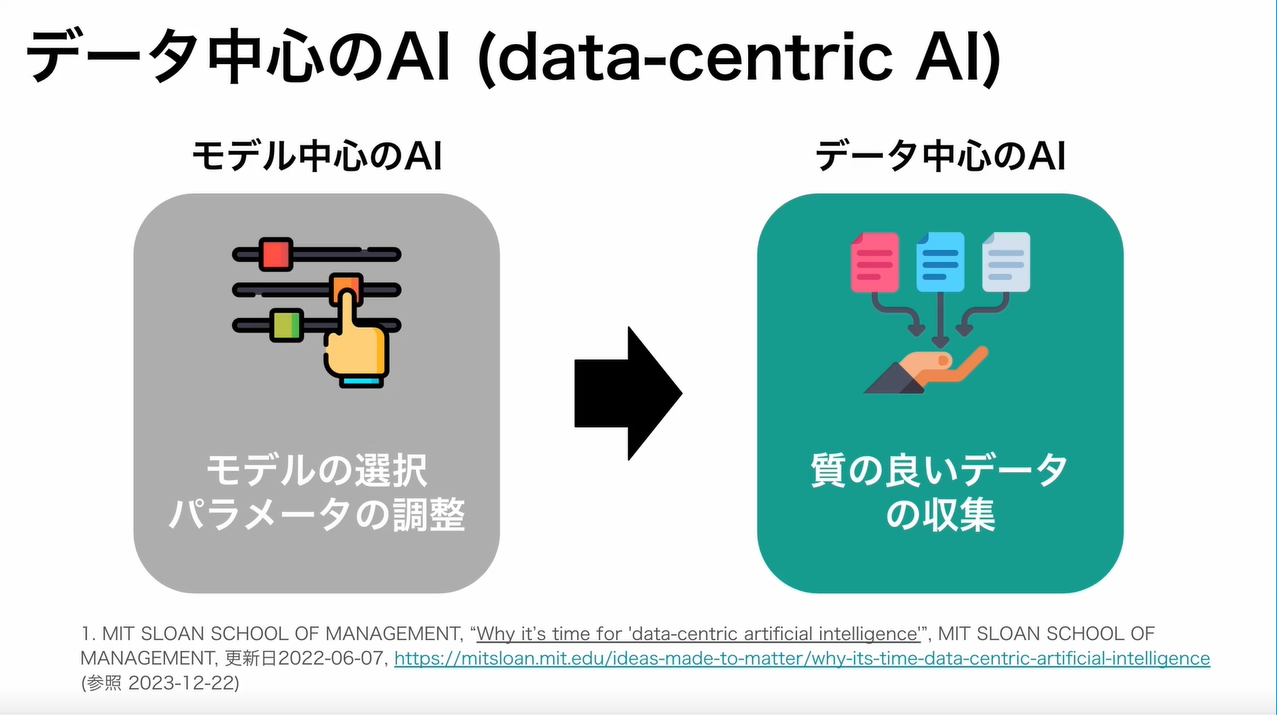 データ中心のAI (data-centric AI)
モデル中心のAI
モデルの選択
パラメータの調整
データ中心のAI
質の良いデータ
の収集
1. MIT SLOAN SCHOOL OF MANAGEMENT, “Why it’s time for 'data-centric artificial intelligence'”, MIT SLOAN SCHOOL OF
MANAGEMENT, 更新日2022-06-07, https://mitsloan.mit.edu/ideas-made-to-matter/why-its-time-data-centric-artificial-intelligence
(参照 2023-12-22)